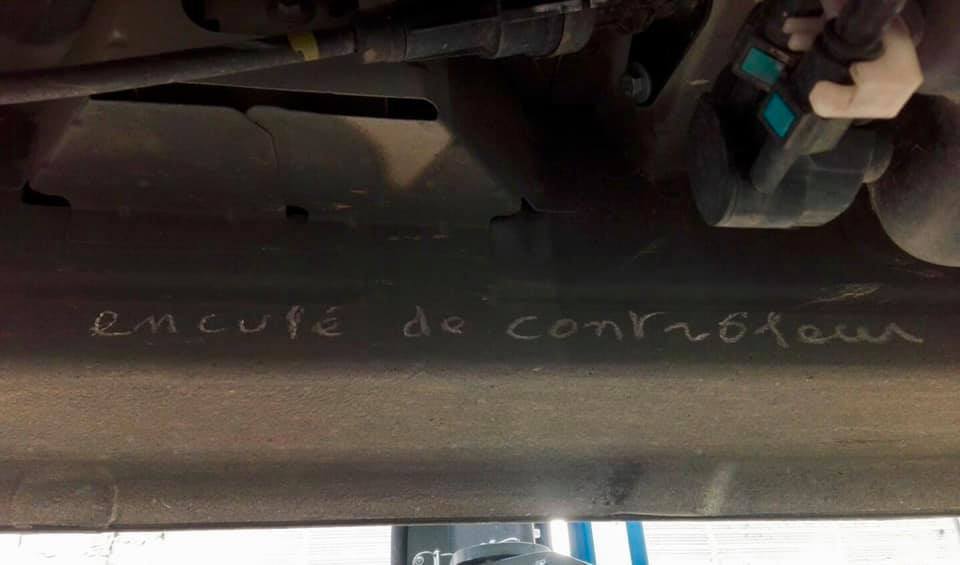 enculé de contrôleur